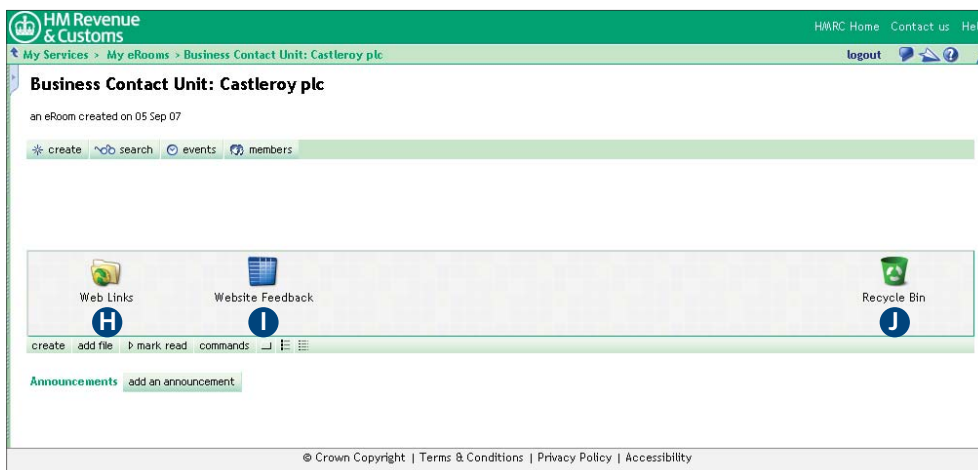 HM Revenue
& Customs
HMRC Home Contact us Hel
My Services > My eRooms > Business Contact Unit: Castleroy plc
logout
Business Contact Unit: Castleroy plc
an eRoom created on 05 Sep 07
create search events members
Web Links Website Feedback Recycle Bin
H I J
create add file mark read commands
Announcements add an announcement
© Crown Copyright | Terms & Conditions | Privacy Policy | Accessibility